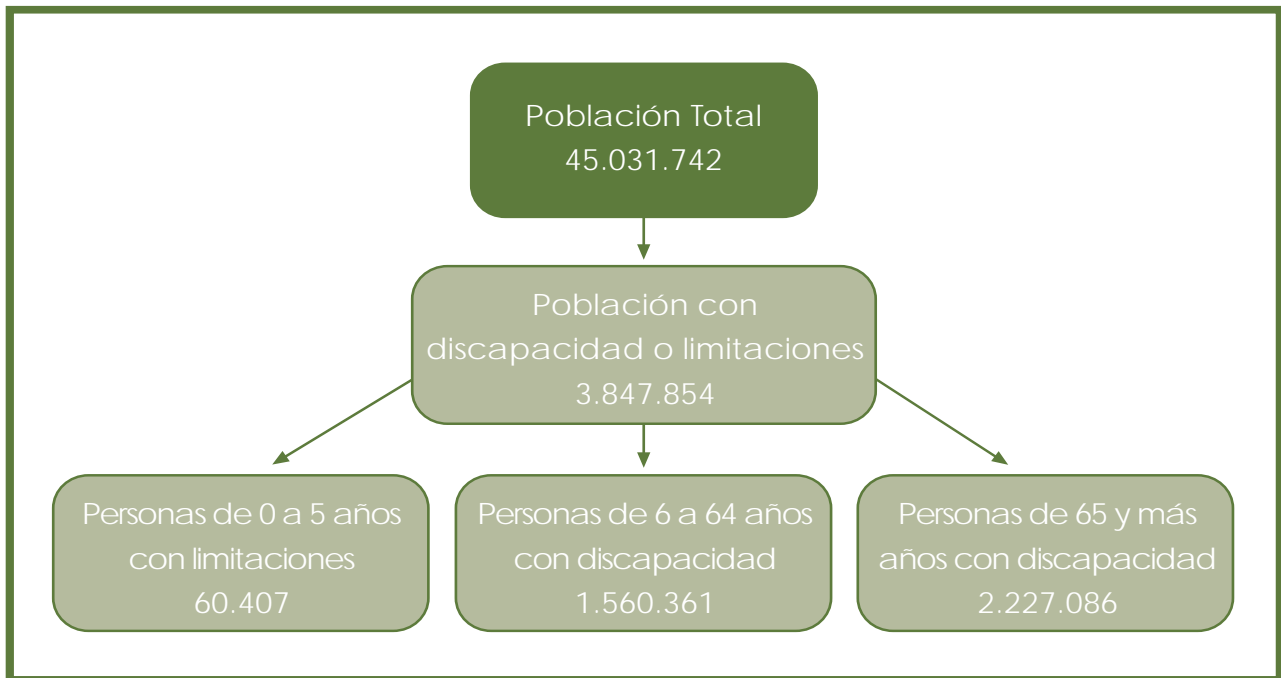 Población Total
45.031.742
Población con
discapacidad o limitaciones
3.847.854
Personas de 0 a 5 años
con limitaciones
60.407
Personas de 6 a 64 años
con discapacidad
1.560.361
Personas de 65 y más
años con discapacidad
2.227.086